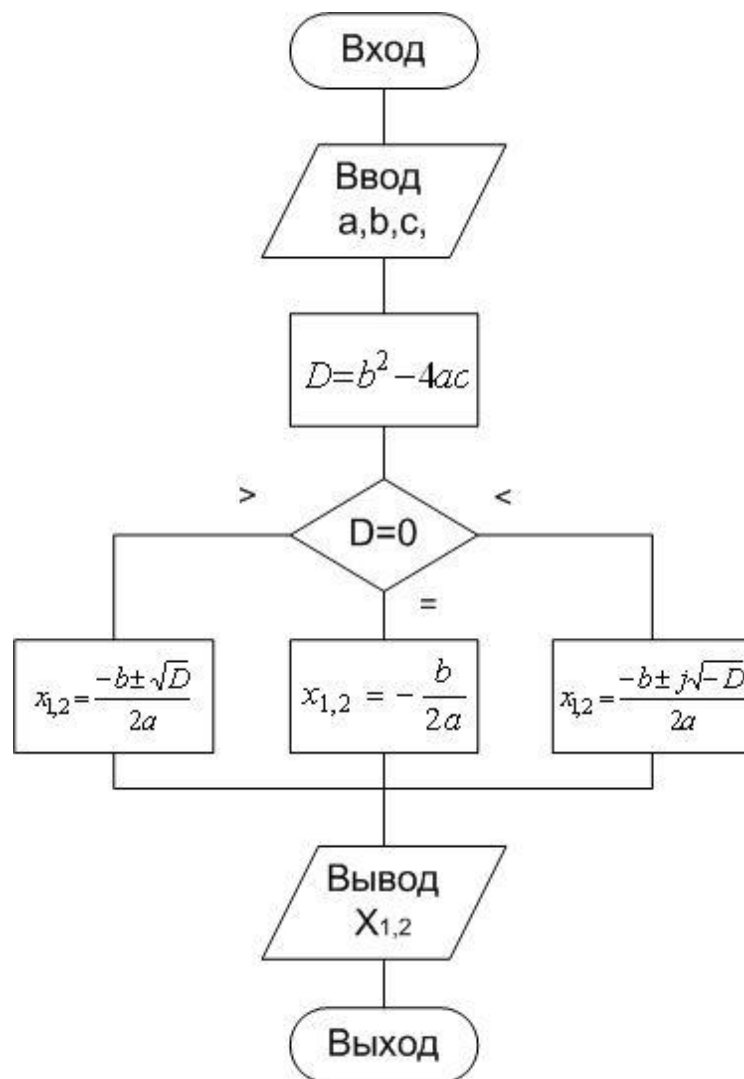 Вход
Ввод
a,b,c,
D=b²−4ac
> <
D=0
=
x₁,₂=(−b±√D)/2a
x₁,₂ = −b/2a
x₁,₂=(−b±j√−D)/2a
Вывод
X₁,₂
Выход